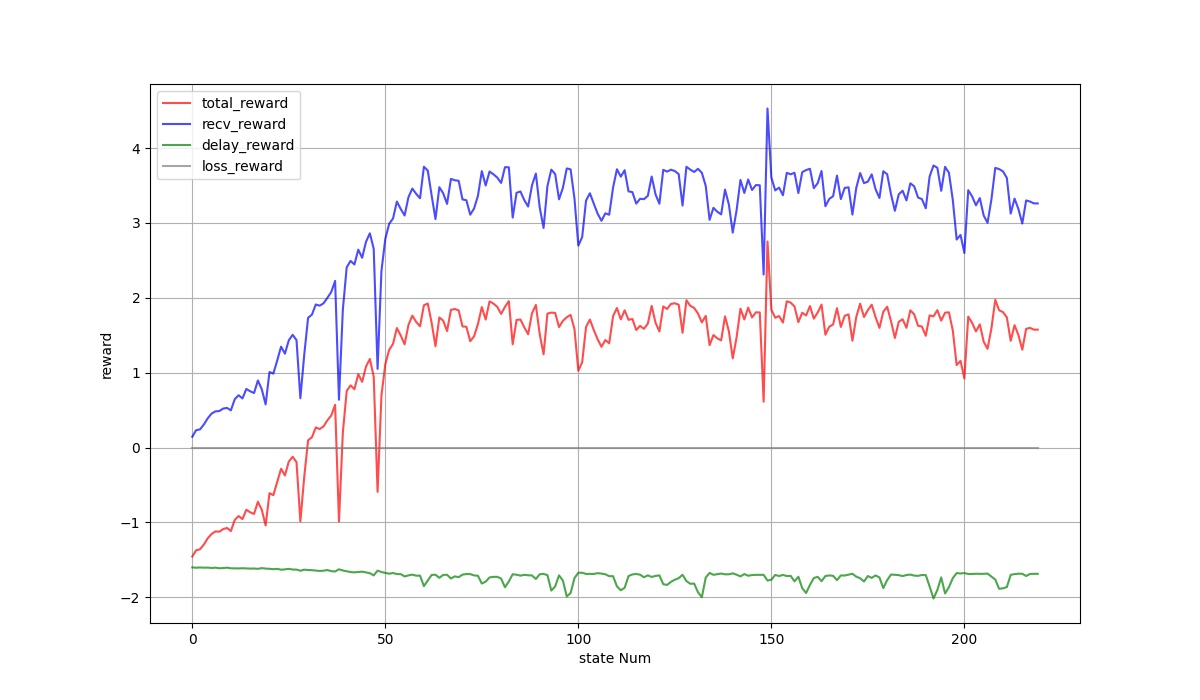 total_reward
recv_reward
delay_reward
loss_reward
4
3
2
1
0
−1
−2
reward
0 50 100 150 200
state Num